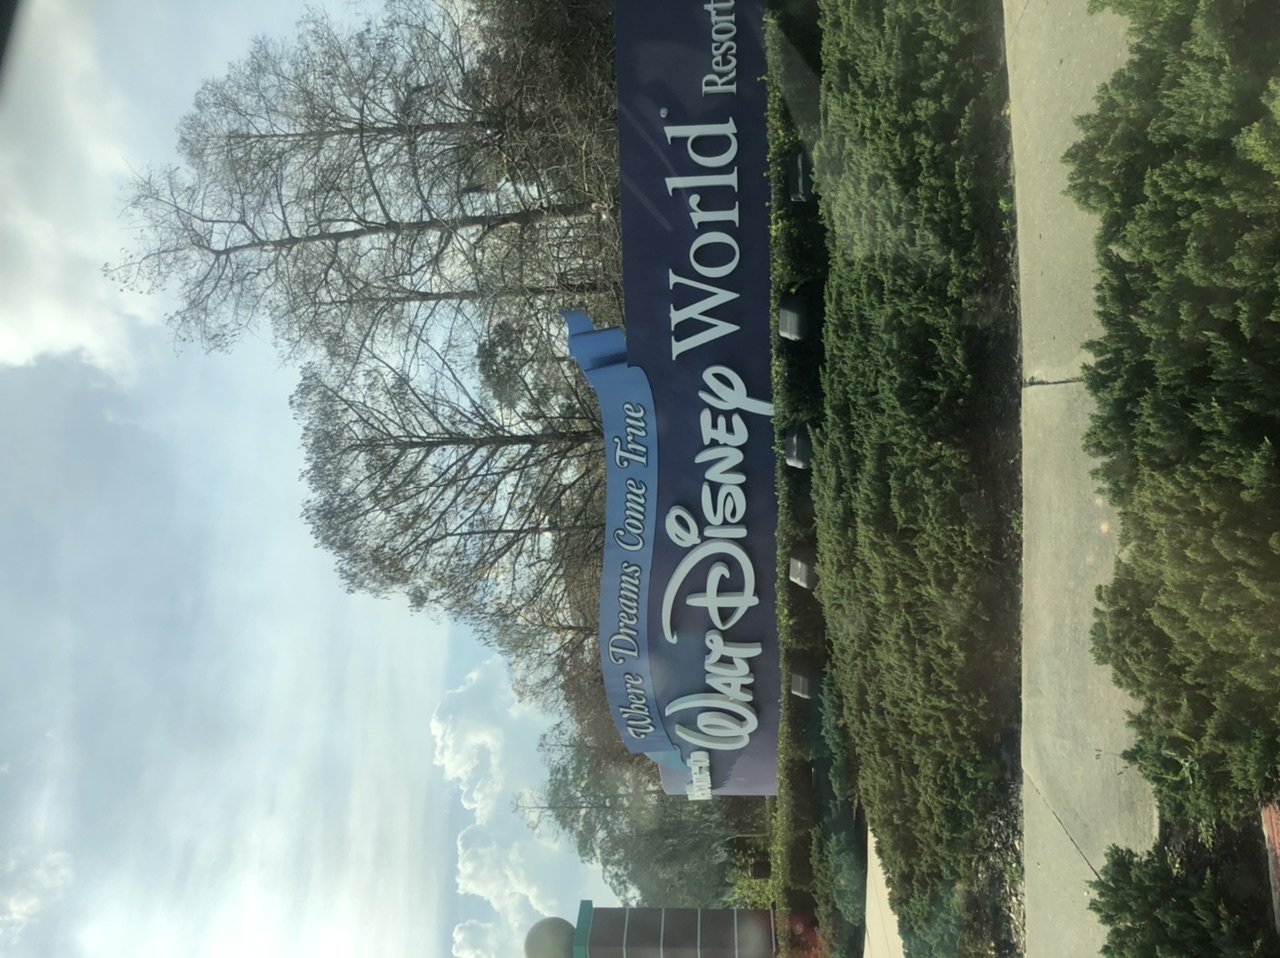 Where Dreams Come True
Walt Disney World® Resort